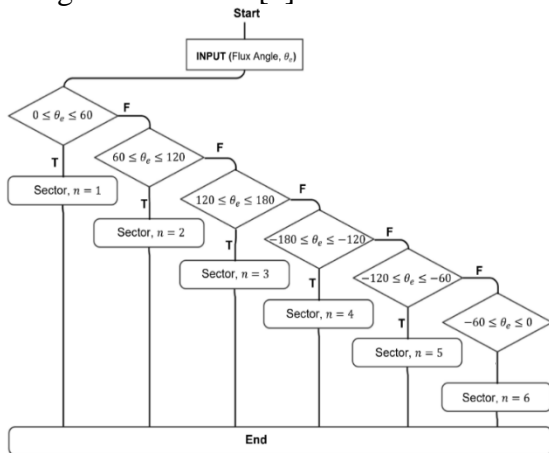 Start
INPUT (Flux Angle, θₑ)
0 ≤ θₑ ≤ 60
F
T
60 ≤ θₑ ≤ 120
F
Sector, n = 1
T
120 ≤ θₑ ≤ 180
F
Sector, n = 2
T
−180 ≤ θₑ ≤ −120
F
Sector, n = 3
T
−120 ≤ θₑ ≤ −60
F
Sector, n = 4
T
−60 ≤ θₑ ≤ 0
Sector, n = 5
Sector, n = 6
End